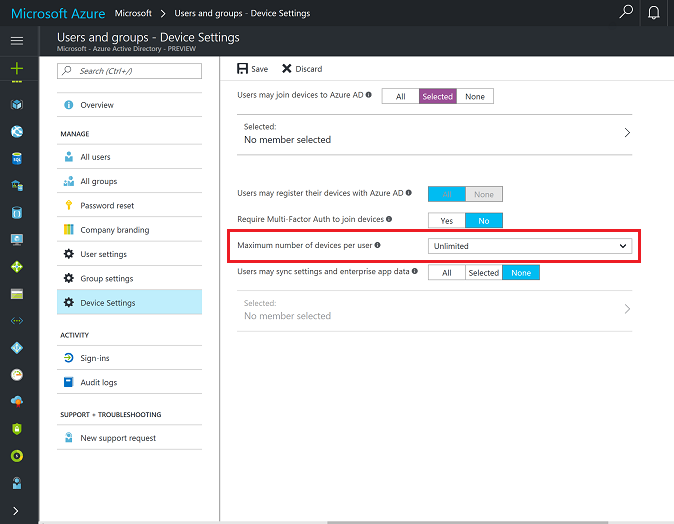 Microsoft Azure Microsoft > Users and groups - Device Settings
Users and groups - Device Settings
Microsoft - Azure Active Directory - PREVIEW
Search (Ctrl+/)
Overview
MANAGE
All users
All groups
Password reset
Company branding
User settings
Group settings
Device Settings
ACTIVITY
Sign-ins
Audit logs
SUPPORT + TROUBLESHOOTING
New support request
Save Discard
Users may join devices to Azure AD All Selected None
Selected:
No member selected
Users may register their devices with Azure AD All None
Require Multi-Factor Auth to join devices Yes No
Maximum number of devices per user Unlimited
Users may sync settings and enterprise app data All Selected None
Selected:
No member selected